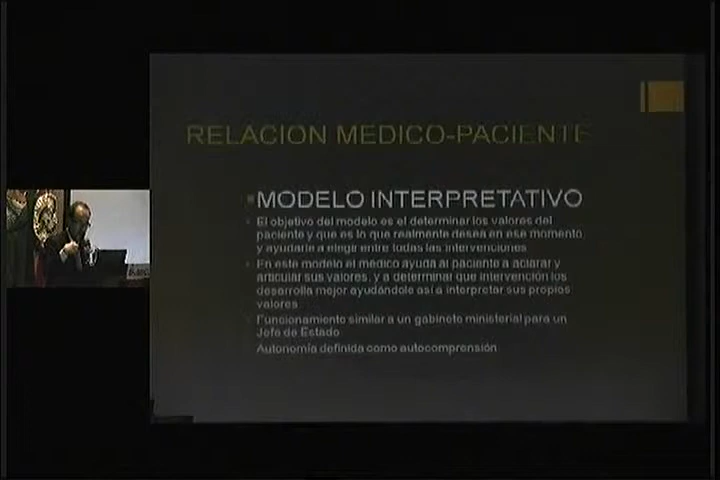 RELACION MEDICO-PACIENTE
MODELO INTERPRETATIVO
El objetivo del modelo es el determinar los valores del
paciente y que es lo que realmente desea en ese momento,
y ayudarle a elegir entre todas las intervenciones
En este modelo el médico ayuda al paciente a aclarar y
articular sus valores, y a determinar que intervención los
desarrolla mejor ayudándole así a interpretar sus propios
valores
Funcionamiento similar a un gabinete ministerial para un
Jefe de Estado
Autonomía definida como autocomprensión